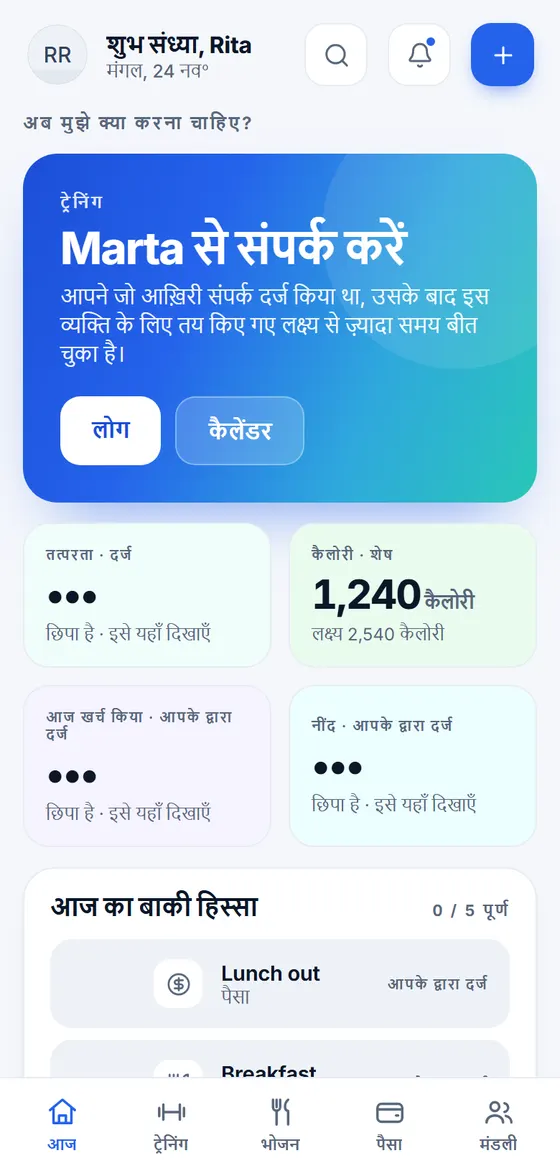 RR
शुभ संध्या, Rita
मंगल, 24 नव॰
अब मुझे क्या करना चाहिए?
ट्रेनिंग
Marta से संपर्क करें
आपने जो आख़िरी संपर्क दर्ज किया था, उसके बाद इस
व्यक्ति के लिए तय किए गए लक्ष्य से ज़्यादा समय बीत
चुका है।
लोग
कैलेंडर
तत्परता · दर्ज
•••
छिपा है · इसे यहाँ दिखाएँ
कैलोरी · शेष
1,240 कैलोरी
लक्ष्य 2,540 कैलोरी
आज खर्च किया · आपके द्वारा
दर्ज
•••
छिपा है · इसे यहाँ दिखाएँ
नींद · आपके द्वारा दर्ज
•••
छिपा है · इसे यहाँ दिखाएँ
आज का बाकी हिस्सा
0 / 5 पूर्ण
Lunch out
पैसा
आपके द्वारा दर्ज
Breakfast
आज
ट्रेनिंग
भोजन
पैसा
मंडली